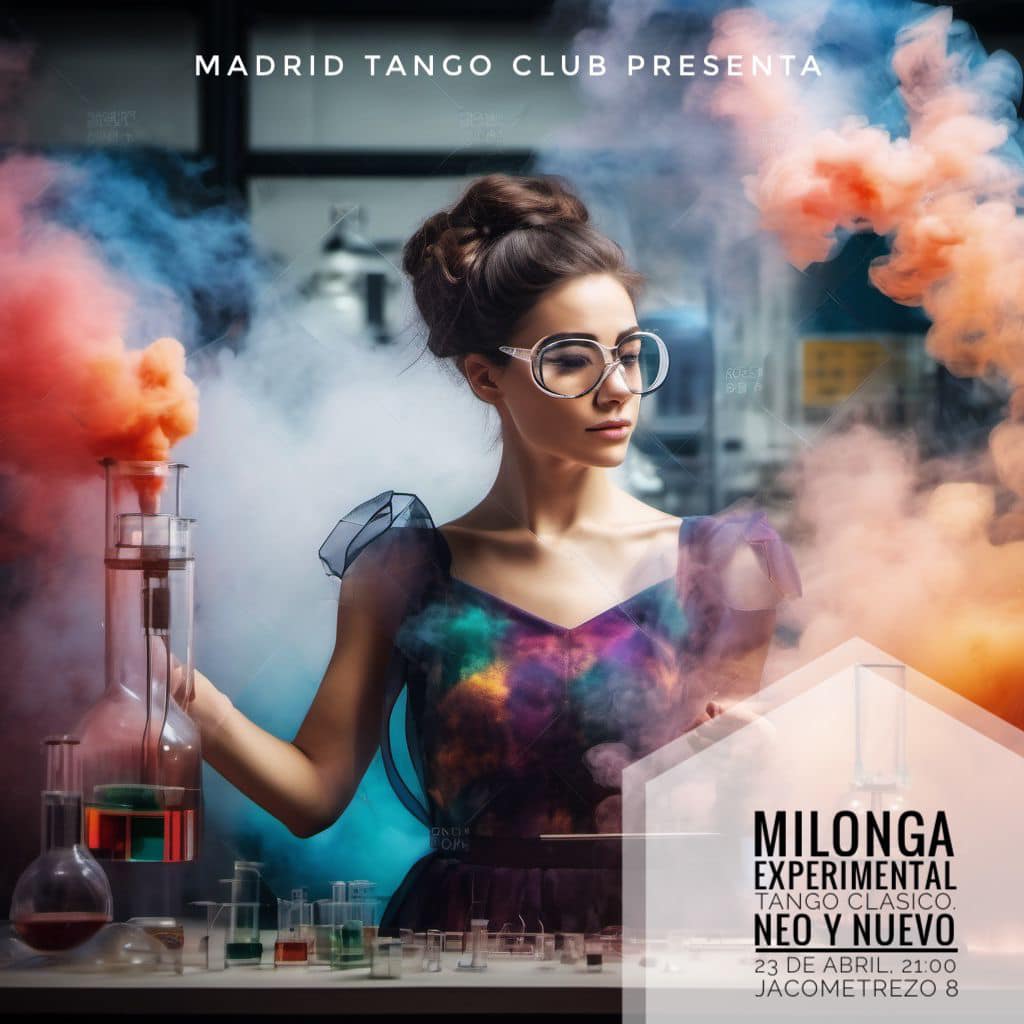 MADRID TANGO CLUB PRESENTA
MILONGA
EXPERIMENTAL
TANGO CLASICO.
NEO Y NUEVO
23 DE ABRIL, 21:00
JACOMETREZO 8